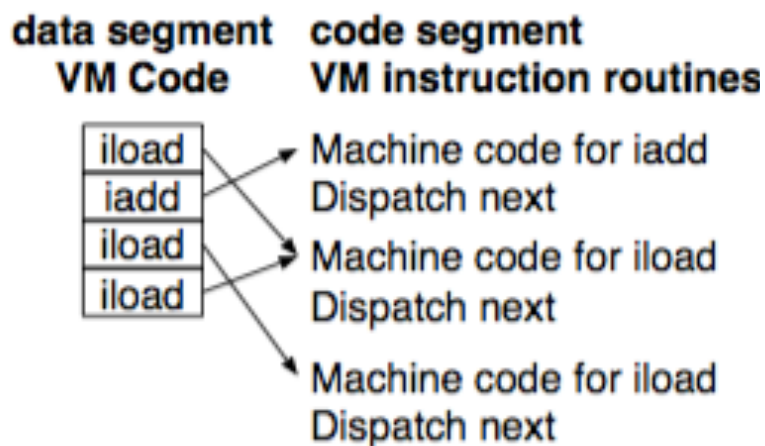 data segment
VM Code
code segment
VM instruction routines
iload
iadd
iload
iload
Machine code for iadd
Dispatch next
Machine code for iload
Dispatch next
Machine code for iload
Dispatch next